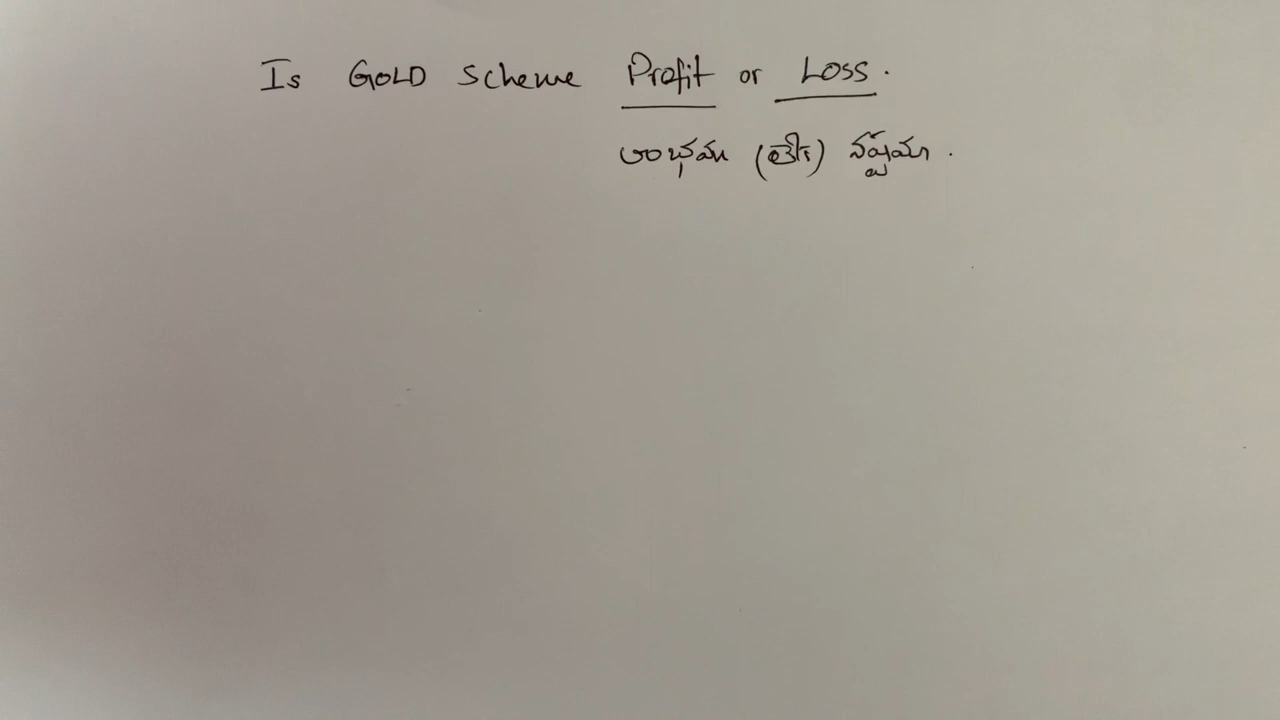 Is GOLD Scheme Profit or Loss.
లాభమా (లేక) నష్టమా .